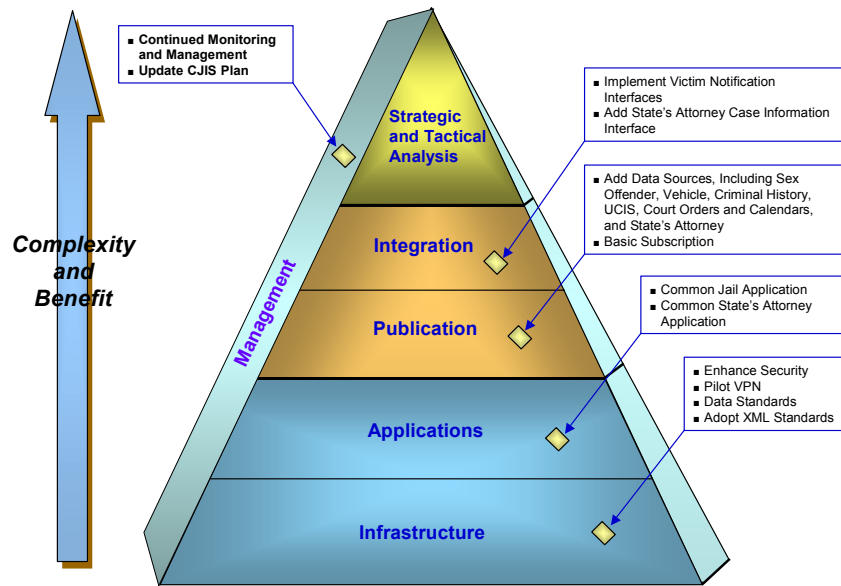 ■ Continued Monitoring
and Management
■ Update CJIS Plan
■ Implement Victim Notification
Interfaces
■ Add State's Attorney Case Information
Interface
Strategic
and Tactical
Analysis
■ Add Data Sources, Including Sex
Offender, Vehicle, Criminal History,
UCIS, Court Orders and Calendars,
and State's Attorney
■ Basic Subscription
Complexity
and
Benefit
Management
Integration
■ Common Jail Application
■ Common State's Attorney
Application
Publication
■ Enhance Security
■ Pilot VPN
■ Data Standards
■ Adopt XML Standards
Applications
Infrastructure